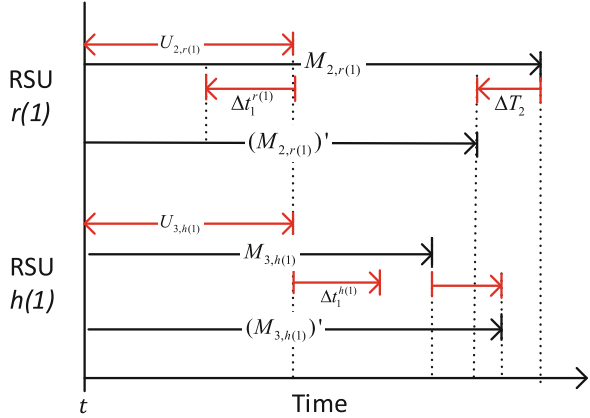 U_{2,r(1)}
M_{2,r(1)}
RSU
r(1)
Δt_1^{r(1)}
ΔT_2
(M_{2,r(1)})'
U_{3,h(1)}
M_{3,h(1)}
RSU
h(1)
Δt_1^{h(1)}
(M_{3,h(1)})'
t
Time